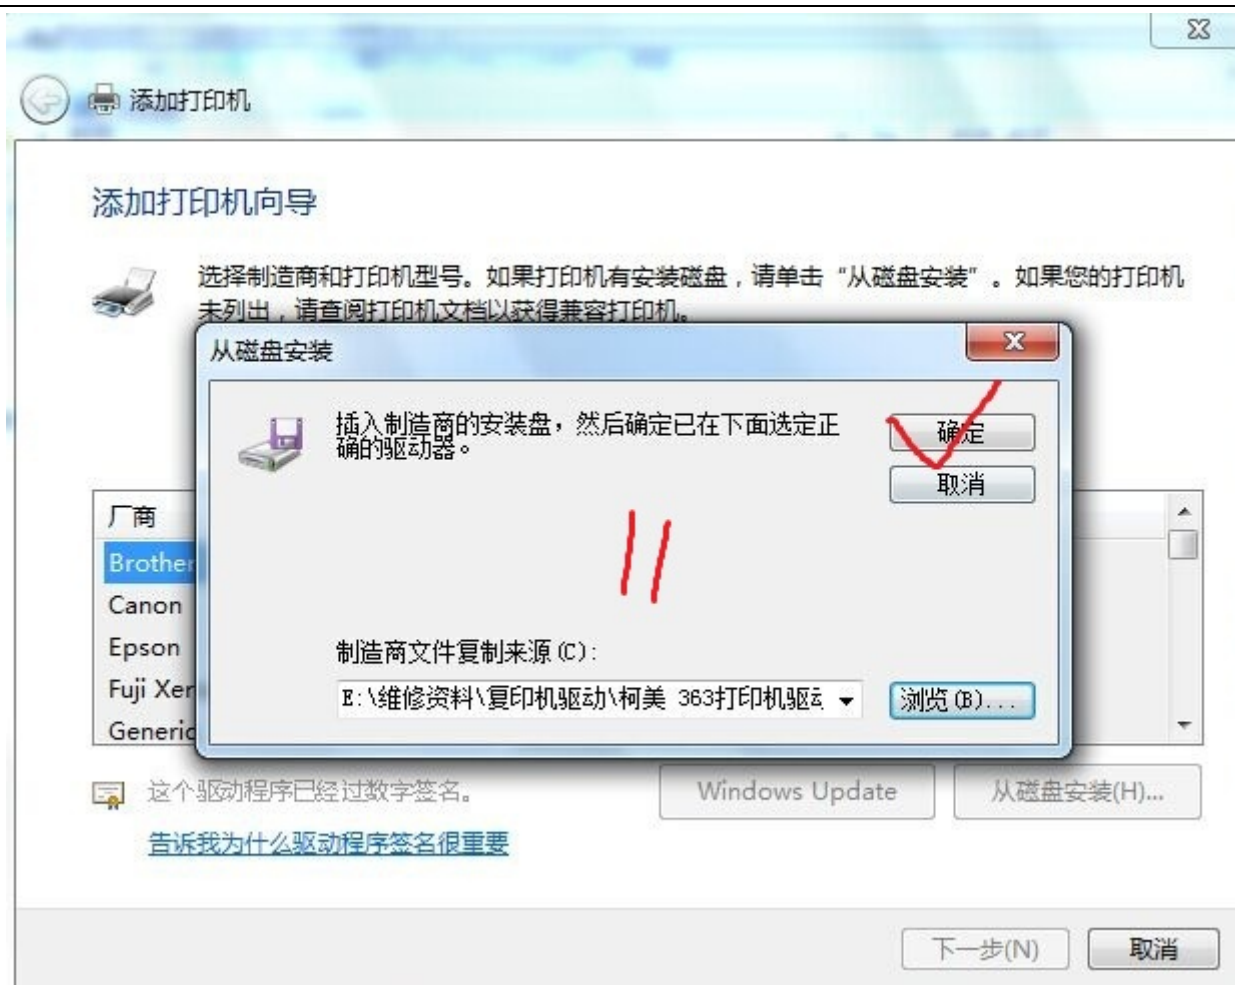 添加打印机
添加打印机向导
选择制造商和打印机型号。如果打印机有安装磁盘，请单击“从磁盘安装”。如果您的打印机
未列出，请查阅打印机文档以获得兼容打印机。
从磁盘安装
插入制造商的安装盘，然后确定已在下面选定正
确的驱动器。
确定
取消
11
厂商
Brother
Canon
Epson
Fuji Xer
Generic
制造商文件复制来源(C):
E:\维修资料\复印机驱动\柯美 363打印机驱
浏览(B)...
这个驱动程序已经过数字签名。
Windows Update
从磁盘安装(H)...
告诉我为什么驱动程序签名很重要
下一步(N)
取消